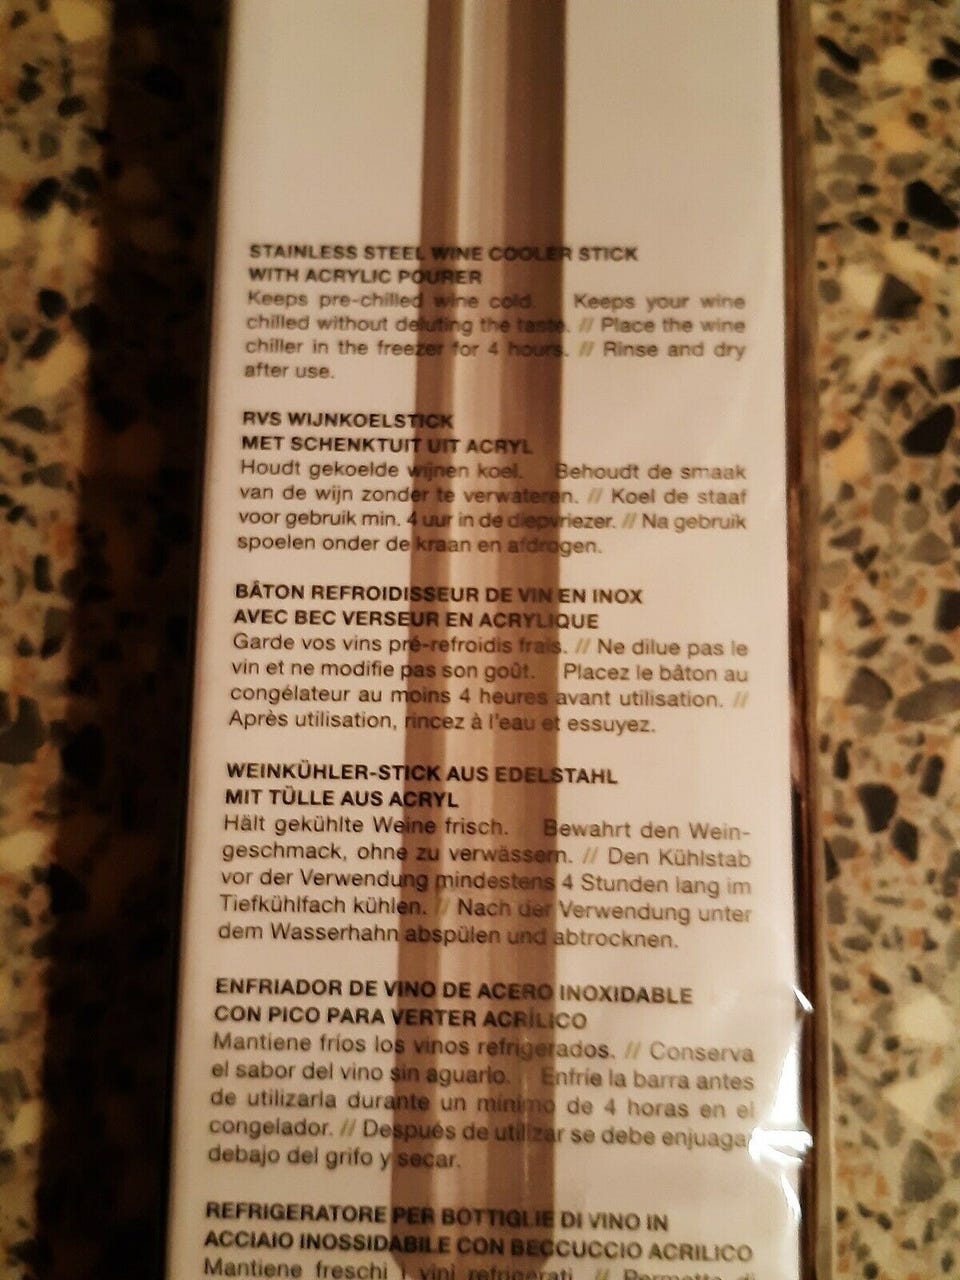 STAINLESS STEEL WINE COOLER STICK
WITH ACRYLIC POURER
Keeps pre-chilled wine cold. Keeps your wine
chilled without deluting the taste. // Place the wine
chiller in the freezer for 4 hours. // Rinse and dry
after use.
RVS WIJNKOELSTICK
MET SCHENKTUIT UIT ACRYL
Houdt gekoelde wijnen koel. Behoudt de smaak
van de wijn zonder te verwateren. // Koel de staaf
voor gebruik min. 4 uur in de diepvriezer. // Na gebruik
spoelen onder de kraan en afdrogen.
BÂTON REFROIDISSEUR DE VIN EN INOX
AVEC BEC VERSEUR EN ACRYLIQUE
Garde vos vins pré-refroidis frais. // Ne dilue pas le
vin et ne modifie pas son goût. Placez le bâton au
congélateur au moins 4 heures avant utilisation. //
Après utilisation, rincez à l'eau et essuyez.
WEINKÜHLER-STICK AUS EDELSTAHL
MIT TÜLLE AUS ACRYL
Hält gekühlte Weine frisch. Bewahrt den Wein-
geschmack, ohne zu verwässern. // Den Kühlstab
vor der Verwendung mindestens 4 Stunden lang im
Tiefkühlfach kühlen. // Nach der Verwendung unter
dem Wasserhahn abspülen und abtrocknen.
ENFRIADOR DE VINO DE ACERO INOXIDABLE
CON PICO PARA VERTER ACRÍLICO
Mantiene fríos los vinos refrigerados. // Conserva
el sabor del vino sin aguarlo. Enfríe la barra antes
de utilizarla durante un mínimo de 4 horas en el
congelador. // Después de utilizar se debe enjuagar
debajo del grifo y secar.
REFRIGERATORE PER BOTTIGLIE DI VINO IN
ACCIAIO INOSSIDABILE CON BECCUCCIO ACRILICO
Mantiene freschi i vini refrigerati. // Permette di